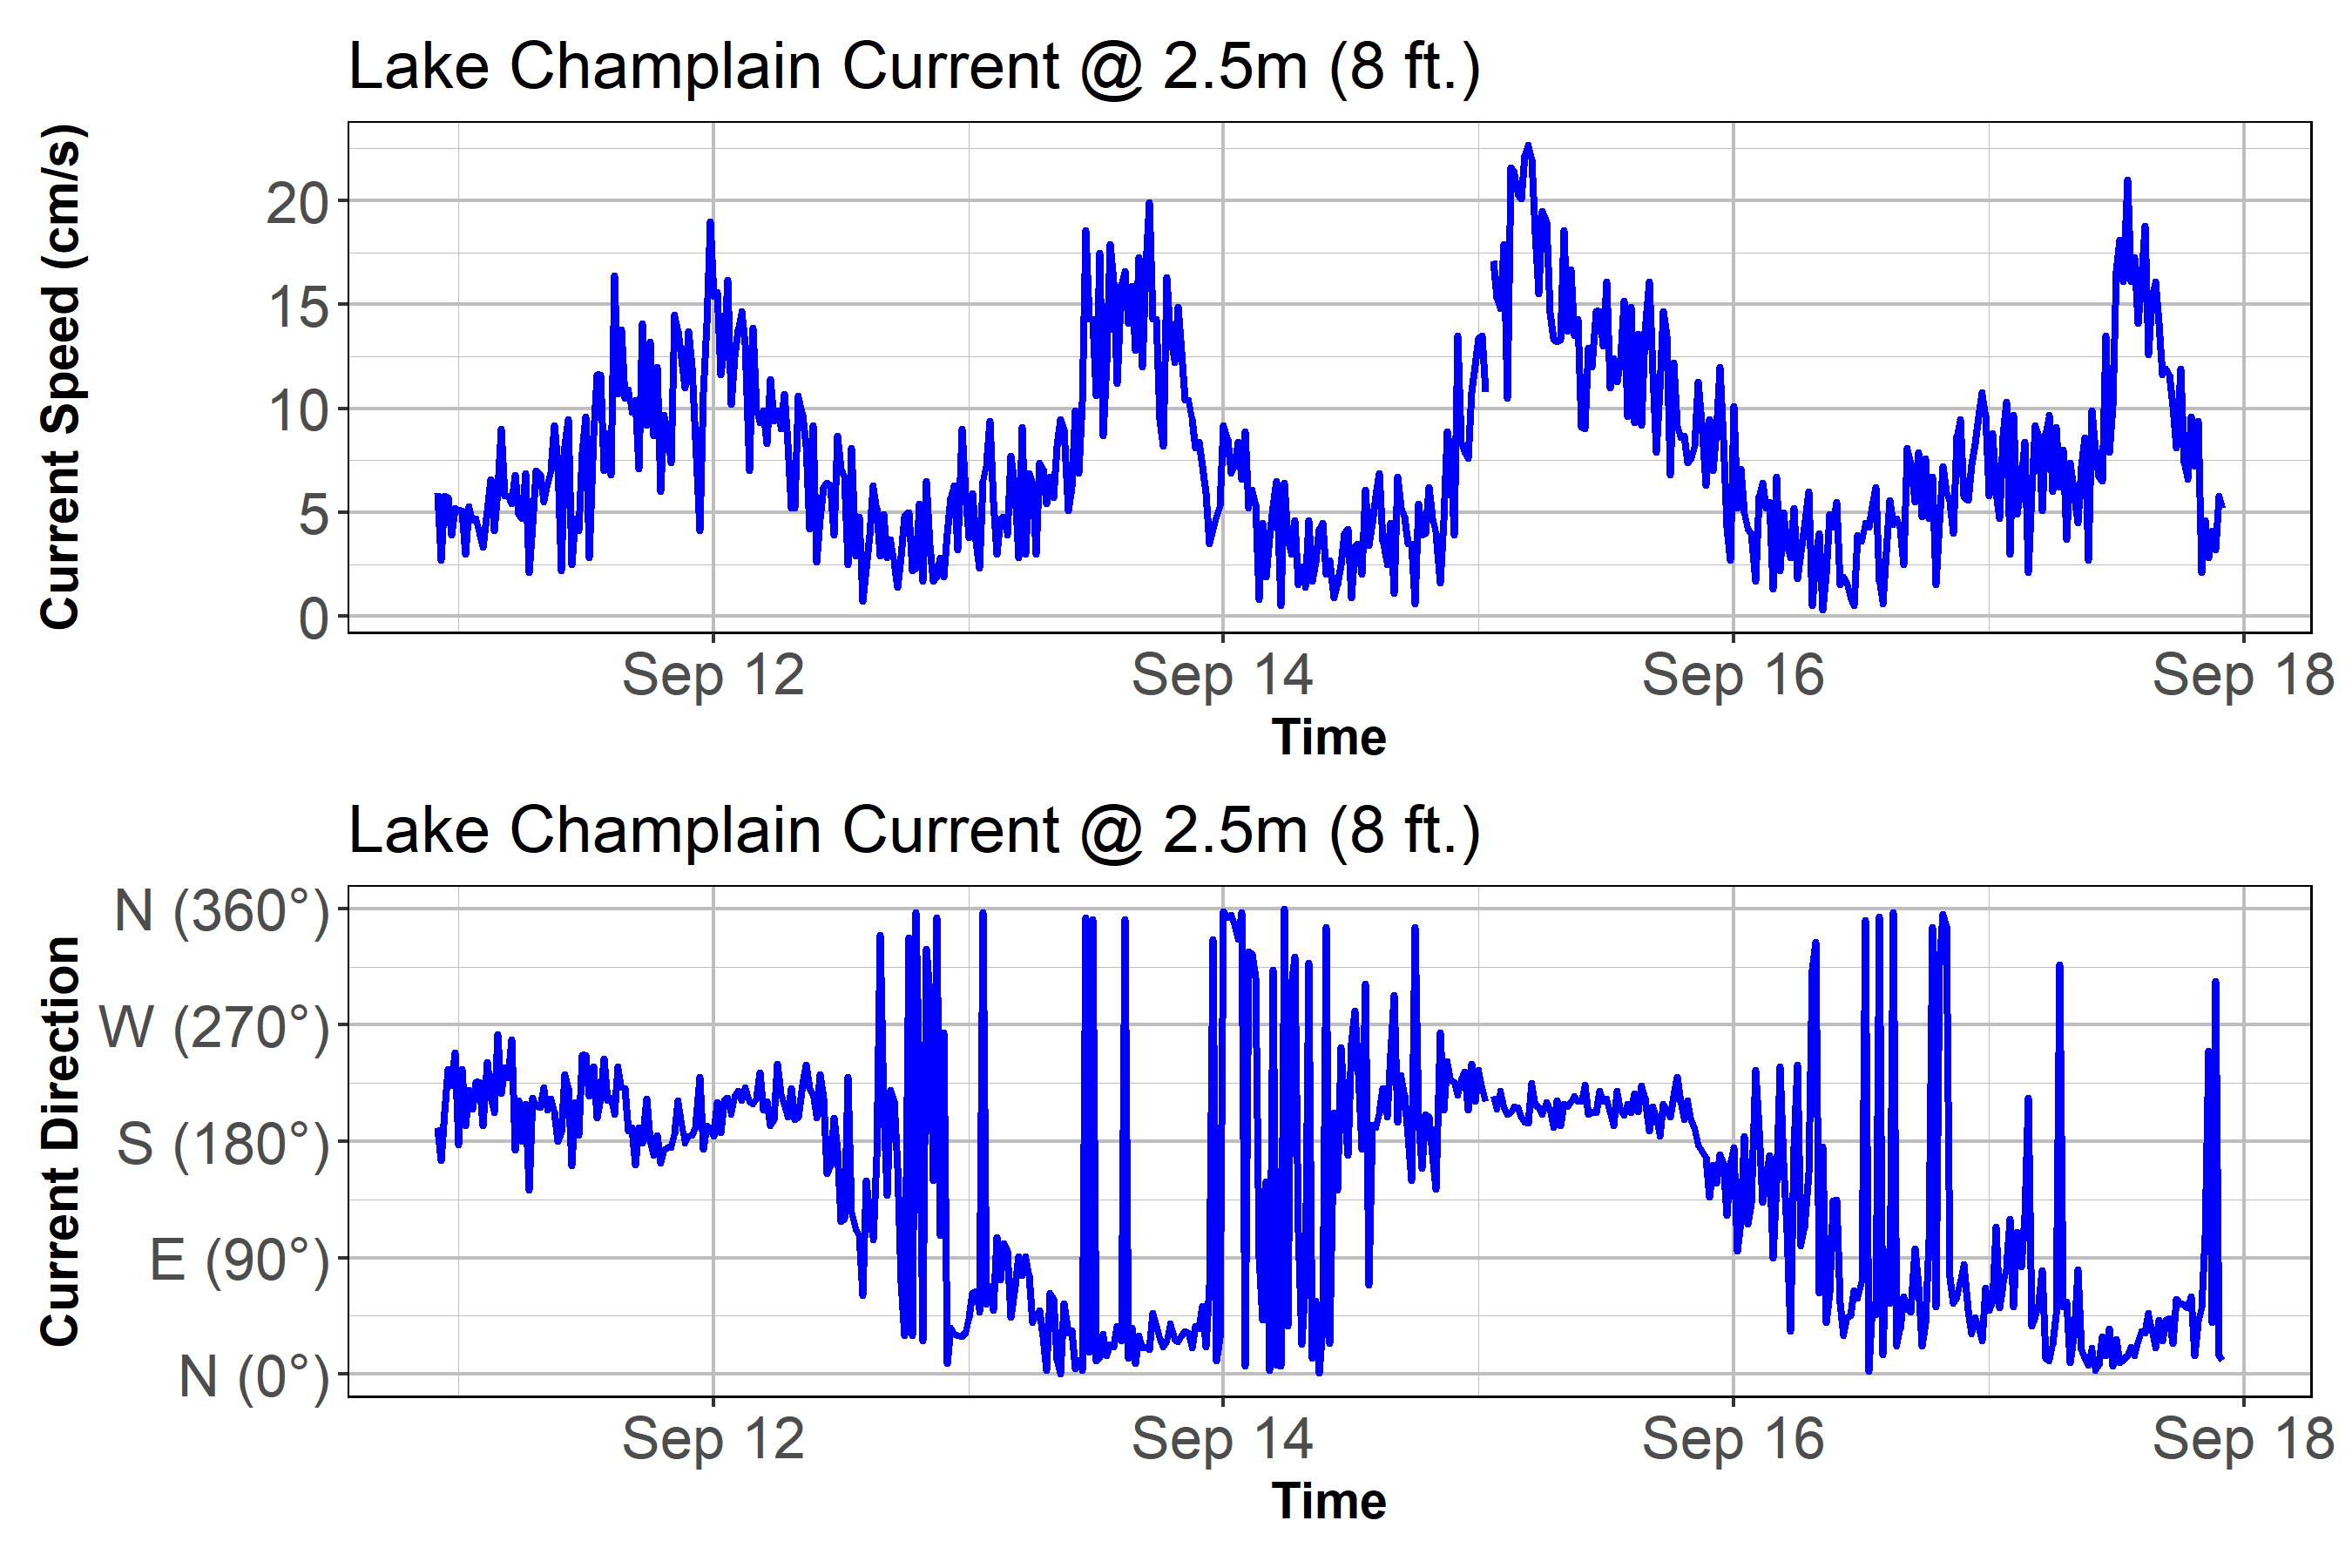 Lake Champlain Current @ 2.5m (8 ft.)
Current Speed (cm/s)
20
15
10
5
0
Sep 12 Sep 14 Sep 16 Sep 18
Time
Lake Champlain Current @ 2.5m (8 ft.)
Current Direction
N (360°)
W (270°)
S (180°)
E (90°)
N (0°)
Sep 12 Sep 14 Sep 16 Sep 18
Time